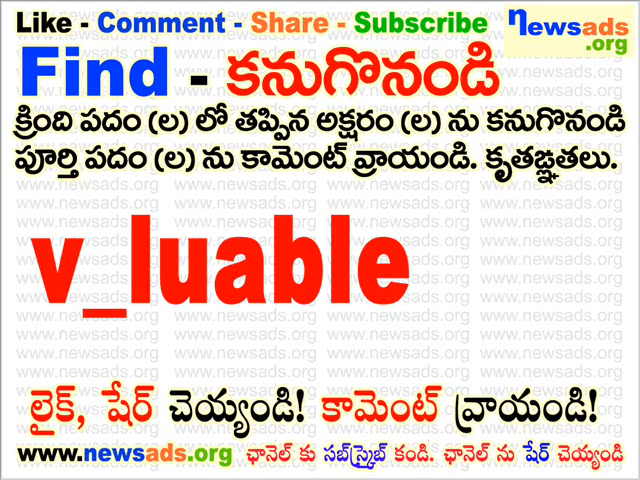 Like - Comment - Share - Subscribe
newsads
.org
Find - కనుగొనండి
క్రింది పదం (ల) లో తప్పిన అక్షరం (ల) ను కనుగొనండి
పూర్తి పదం (ల) ను కామెంట్ వ్రాయండి. కృతజ్ఞతలు.
v_luable
లైక్, షేర్ చెయ్యండి! కామెంట్ వ్రాయండి!
www.newsads.org ఛానెల్ కు సబ్‌స్క్రైబ్ కండి. ఛానెల్ ను షేర్ చెయ్యండి